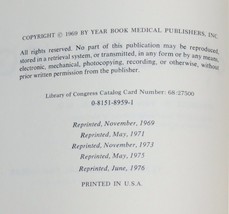 COPYRIGHT © 1969 BY YEAR BOOK MEDICAL PUBLISHERS, INC
All rights reserved. No part of this publication may be reproduced,
stored in a retrieval system, or transmitted, in any form or by any means,
electronic, mechanical, photocopying, recording, or otherwise, without
prior written permission from the publisher.
Library of Congress Catalog Card Number: 68-27500
0-8151-8959-1
Reprinted, November, 1969
Reprinted, May, 1971
Reprinted, November, 1973
Reprinted, May, 1975
Reprinted, June, 1976
PRINTED IN U.S.A.